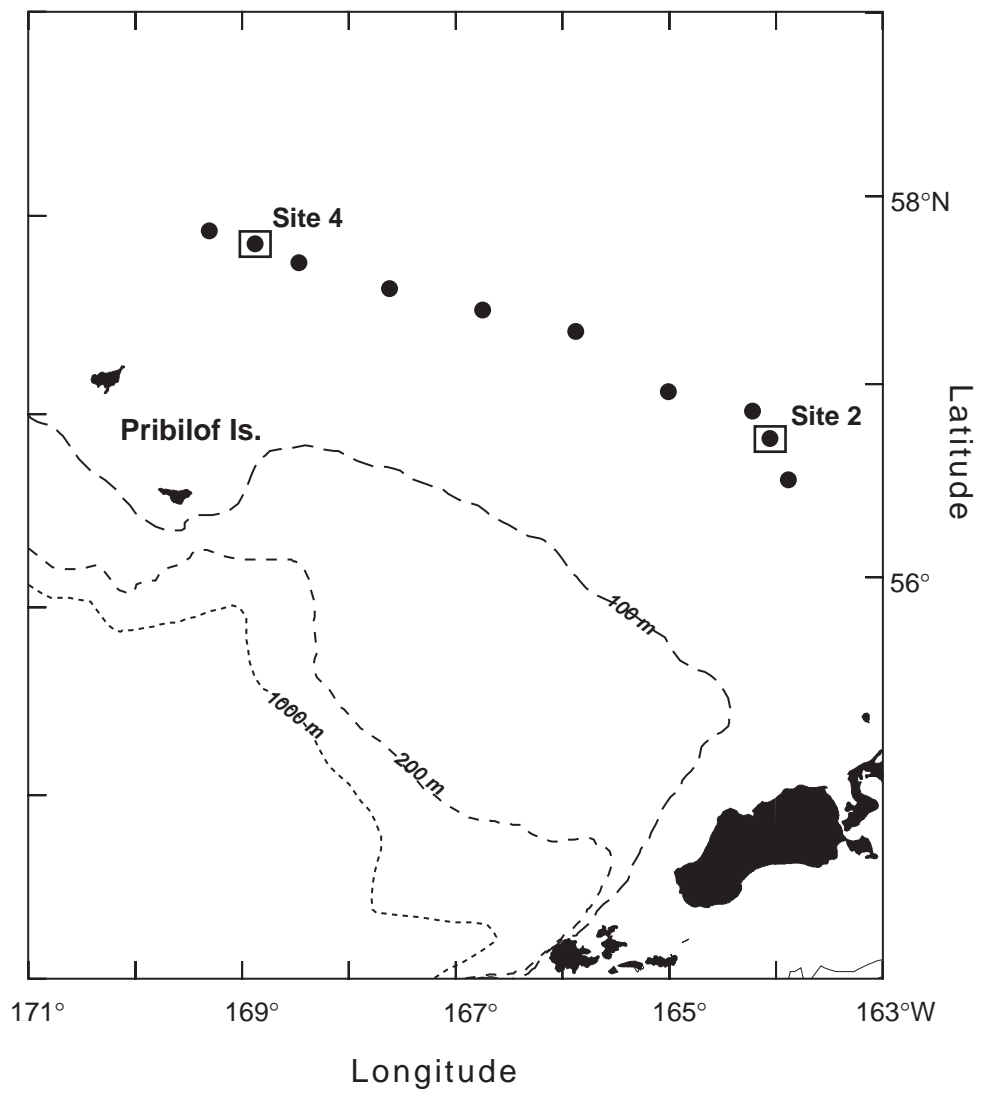 58°N
Site 4
Site 2
Pribilof Is.
Latitude
56°
100 m
1000 m
200 m
171°
169°
167°
165°
163°W
Longitude